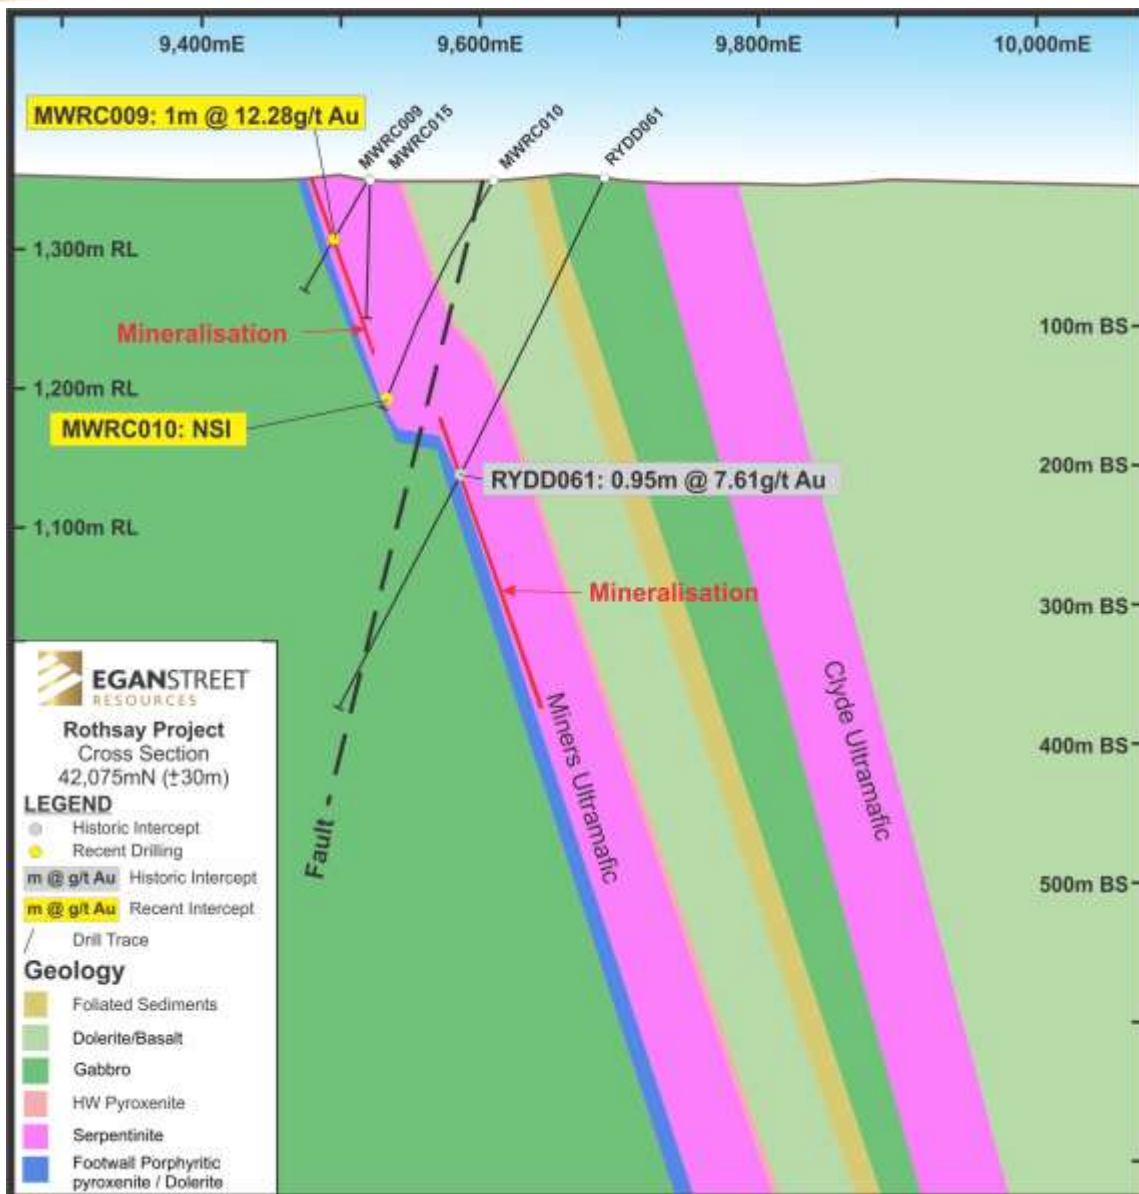 9,400mE
9,600mE
9,800mE
10,000mE
MWRC009: 1m @ 12.28g/t Au
MWRC009
MWRC015
MWRC010
RYDD061
1,300m RL
Mineralisation
100m BS
1,200m RL
MWRC010: NSI
200m BS
RYDD061: 0.95m @ 7.61g/t Au
1,100m RL
Mineralisation
300m BS
Miners Ultramafic
Clyde Ultramafic
400m BS
Fault
500m BS
EGANSTREET
RESOURCES
Rothsay Project
Cross Section
42,075mN (±30m)
LEGEND
Historic Intercept
Recent Drilling
m @ g/t Au Historic Intercept
m @ g/t Au Recent Intercept
Drill Trace
Geology
Foliated Sediments
Dolerite/Basalt
Gabbro
HW Pyroxenite
Serpentinite
Footwall Porphyritic
pyroxenite / Dolerite